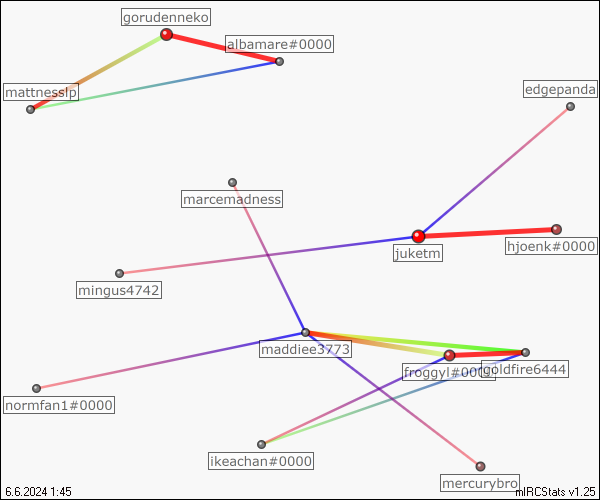 gorudenneko
albamare#0000
mattnesslp
edgepanda
marcemadness
juketm
hjoenk#0000
mingus4742
maddiee3773
froggyl#000
goldfire6444
normfan1#0000
ikeachan#0000
mercurybro
6.6.2024 1:45
mIRCStats v1.25